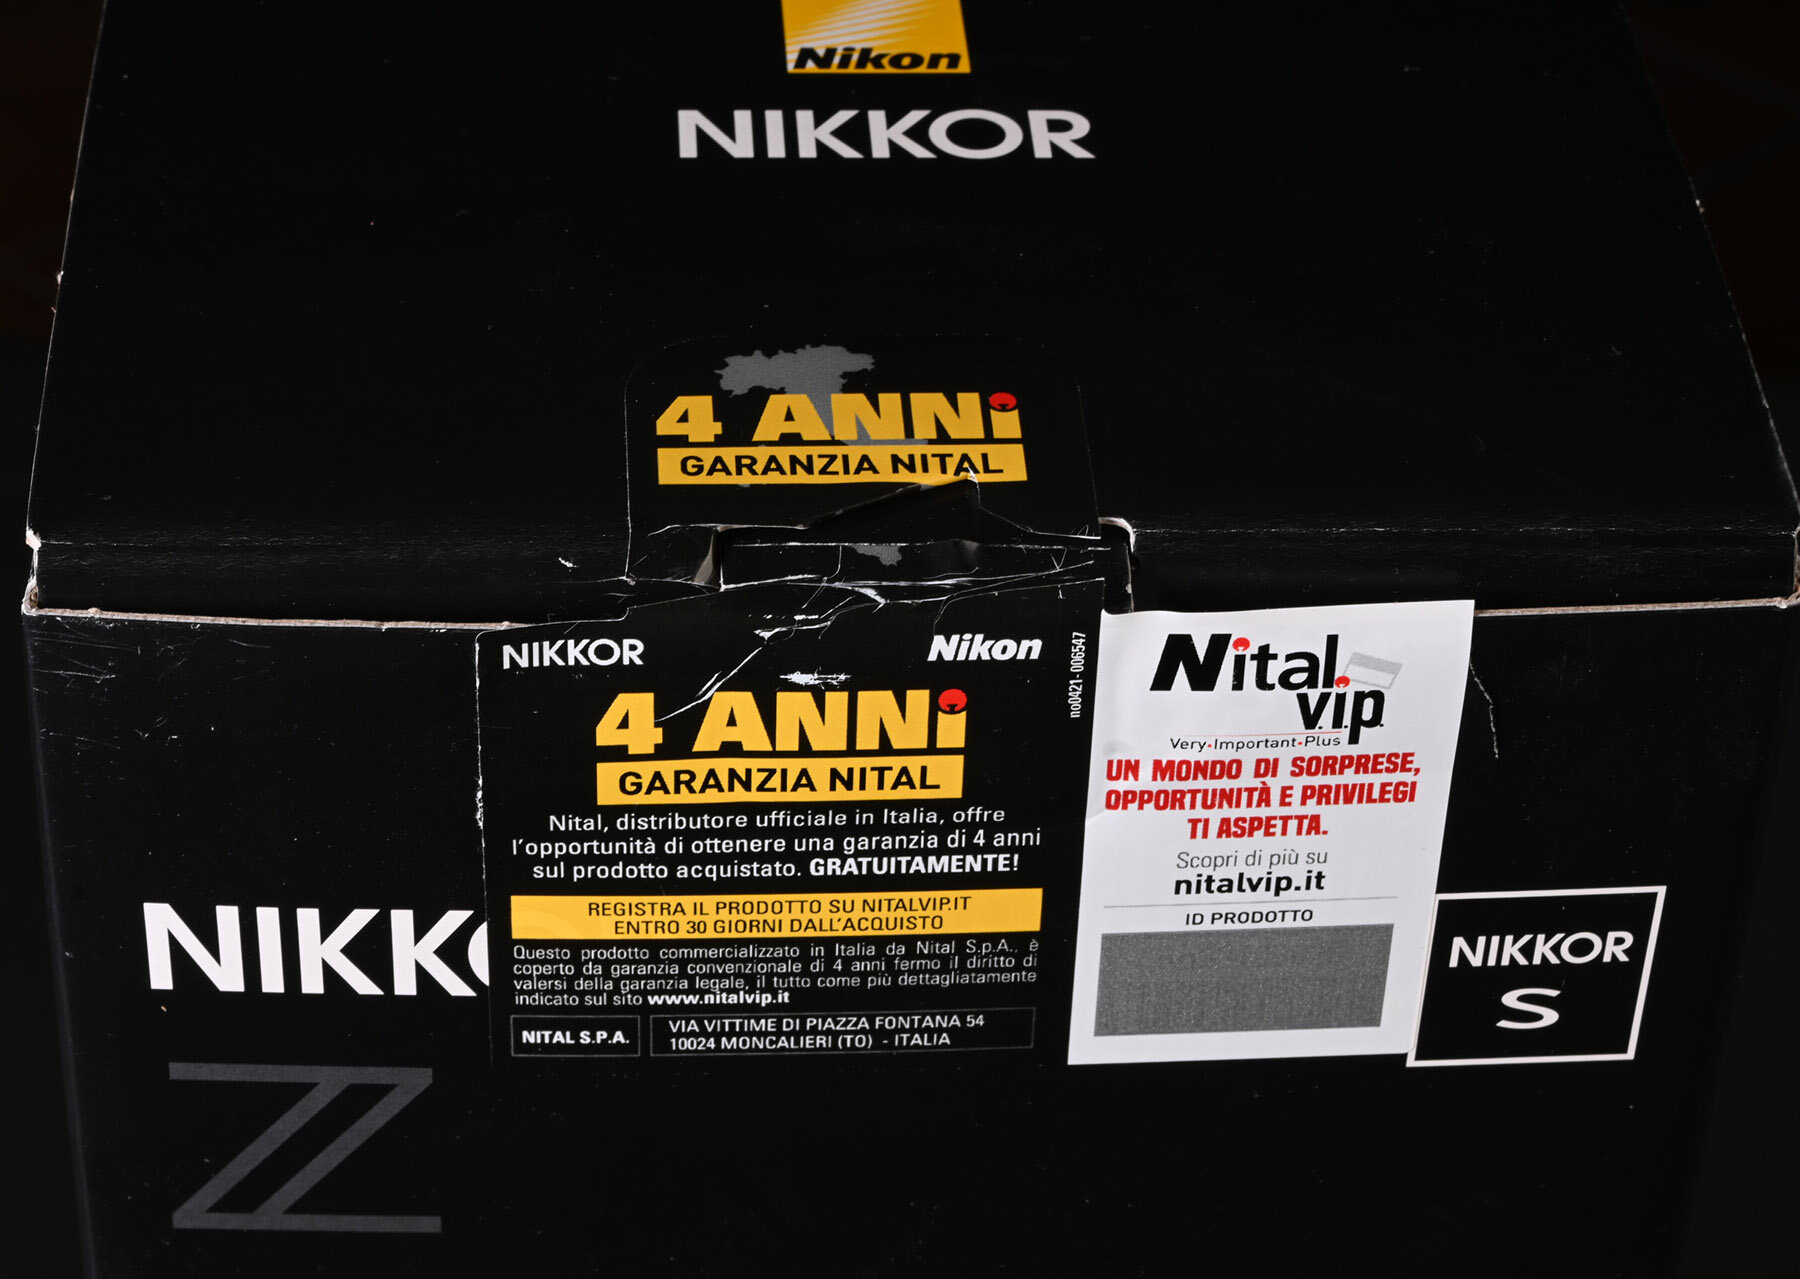 Nikon
NIKKOR
4 ANNi
GARANZIA NITAL
NIKKOR
Nikon
no0421-006547
4 ANNi
GARANZIA NITAL
Nital, distributore ufficiale in Italia, offre
l'opportunità di ottenere una garanzia di 4 anni
sul prodotto acquistato. GRATUITAMENTE!
REGISTRA IL PRODOTTO SU NITALVIP.IT
ENTRO 30 GIORNI DALL'ACQUISTO
Questo prodotto commercializzato in Italia da Nital S.p.A., è
coperto da garanzia convenzionale di 4 anni fermo il diritto di
valersi della garanzia legale, il tutto come più dettagliatamente
indicato sul sito www.nitalvip.it
NITAL S.P.A.
VIA VITTIME DI PIAZZA FONTANA 54
10024 MONCALIERI (TO) - ITALIA
Nital
v.i.p.
Very•Important•Plus
UN MONDO DI SORPRESE,
OPPORTUNITÀ E PRIVILEGI
TI ASPETTA.
Scopri di più su
nitalvip.it
ID PRODOTTO
NIKK
Z
NIKKOR
S